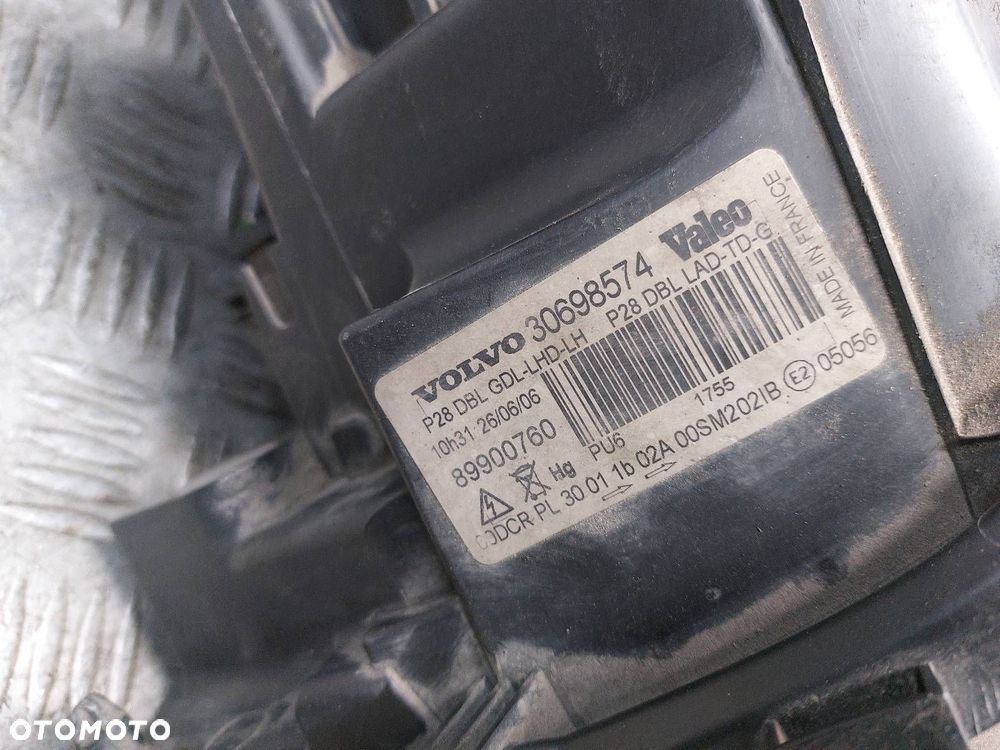 VOLVO 30698574 Valeo
P28 DBL GDL-LHD-LH P28 DBL LAD-TD-G
10h31 26/06/06
89900760
PU6 1755
Hg
00DCR PL 30 01 1b 02A 00SM202IB E2 05056
MADE IN FRANCE
OTOMOTO